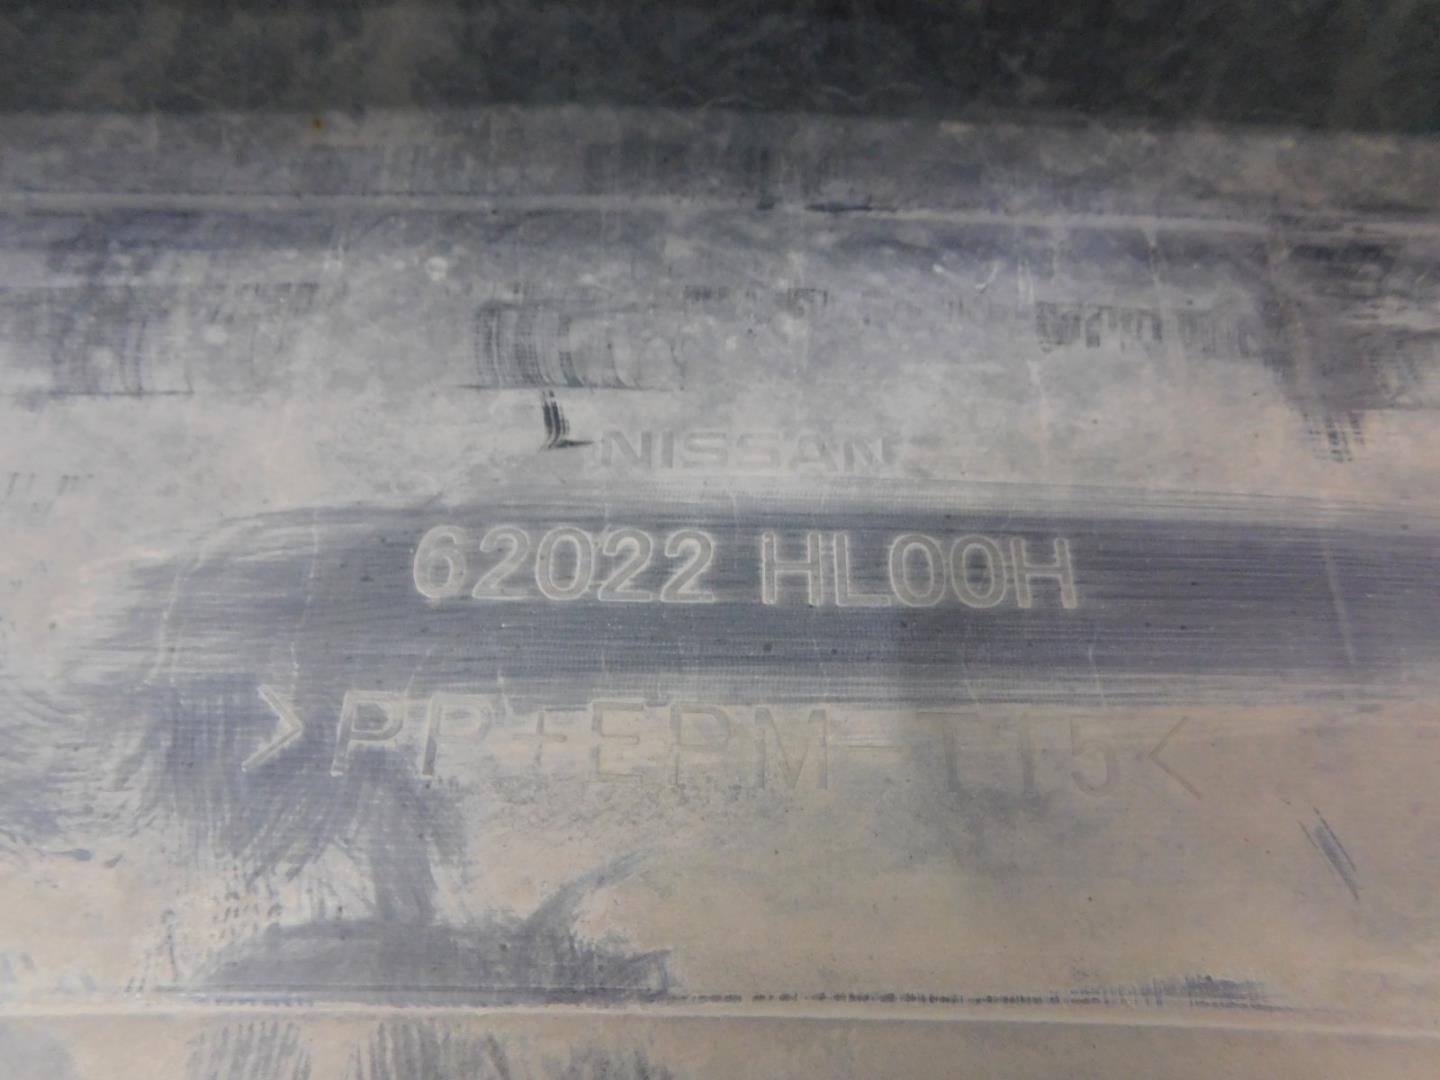 NISSAN
62022 HL00H
>PP+EPM-T15<